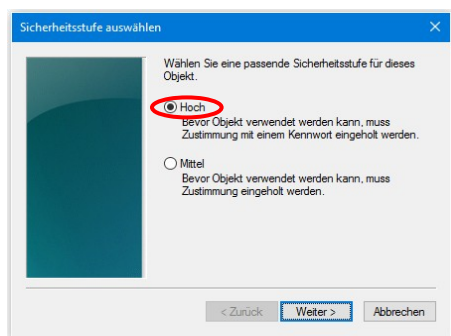 Sicherheitsstufe auswählen
Wählen Sie eine passende Sicherheitsstufe für dieses
Objekt.
Hoch
Bevor Objekt verwendet werden kann, muss
Zustimmung mit einem Kennwort eingeholt werden.
Mittel
Bevor Objekt verwendet werden kann, muss
Zustimmung eingeholt werden.
< Zurück Weiter > Abbrechen